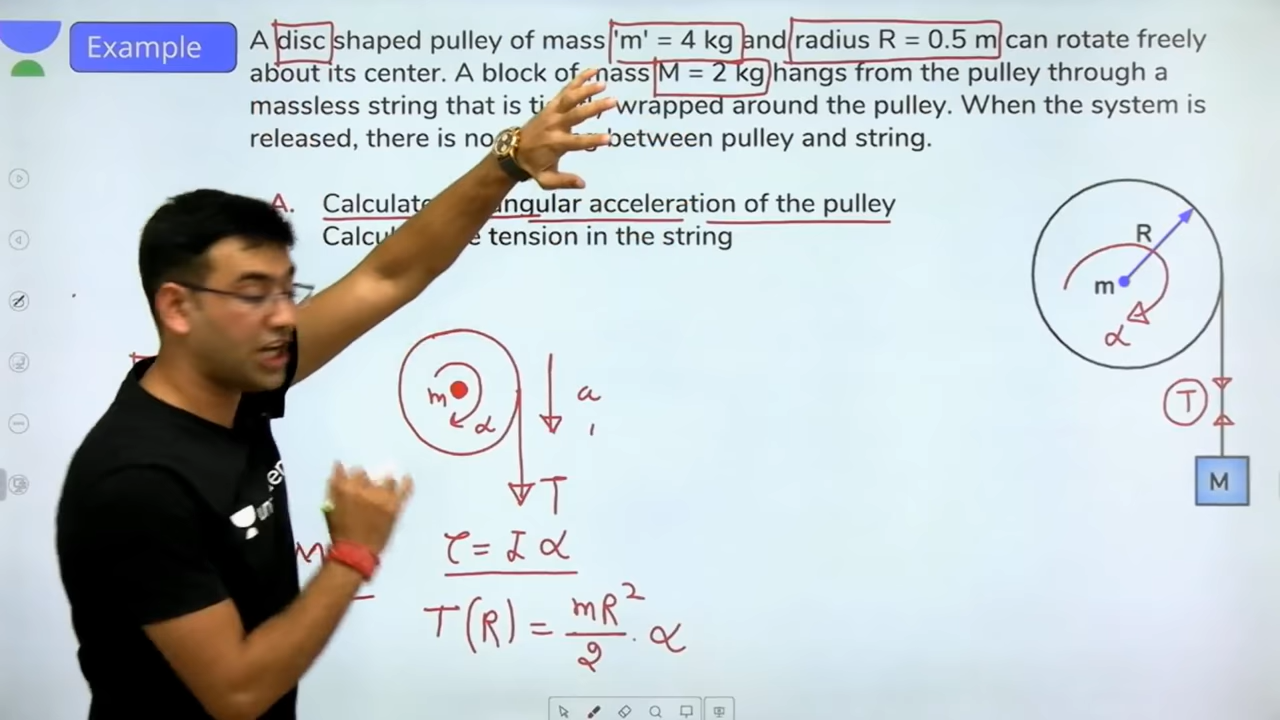 Example
A disc shaped pulley of mass 'm' = 4 kg and radius R = 0.5 m can rotate freely
about its center. A block of mass M = 2 kg hangs from the pulley through a
massless string that is wrapped around the pulley. When the system is
released, there is no between pulley and string.
A. Calculate angular acceleration of the pulley
tension in the string
R
m
α
T
M
m
α
a
T
τ = I α
T(R) = mR²/2 . α
M